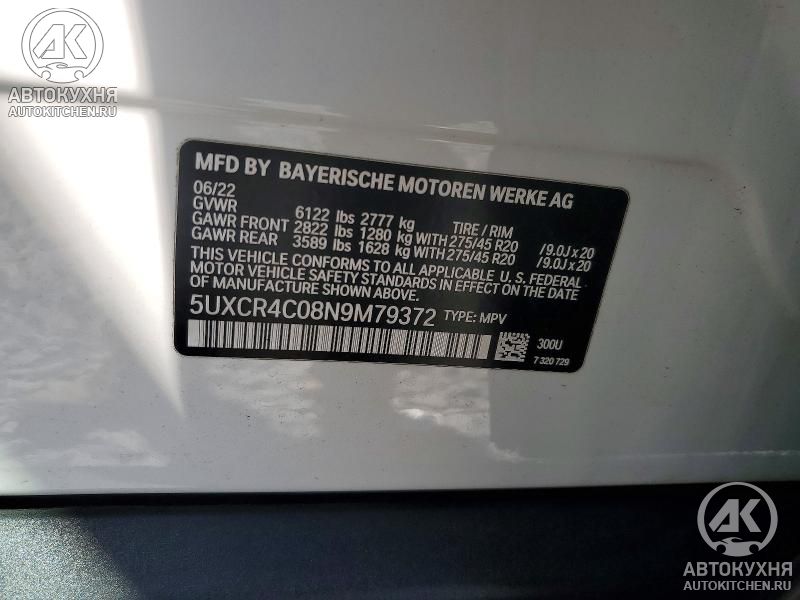 AK
АВТОКУХНЯ
AUTOKITCHEN.RU
MFD BY BAYERISCHE MOTOREN WERKE AG
06/22
GVWR 6122 lbs 2777 kg TIRE / RIM
GAWR FRONT 2822 lbs 1280 kg WITH 275/45 R20 /9.0J x 20
GAWR REAR 3589 lbs 1628 kg WITH 275/45 R20 /9.0J x 20
THIS VEHICLE CONFORMS TO ALL APPLICABLE U.S. FEDERAL
MOTOR VEHICLE SAFETY STANDARDS IN EFFECT ON THE DATE
OF MANUFACTURE SHOWN ABOVE.
5UXCR4C08N9M79372 TYPE: MPV
300U
7 320 729
AK
АВТОКУХНЯ
AUTOKITCHEN.RU